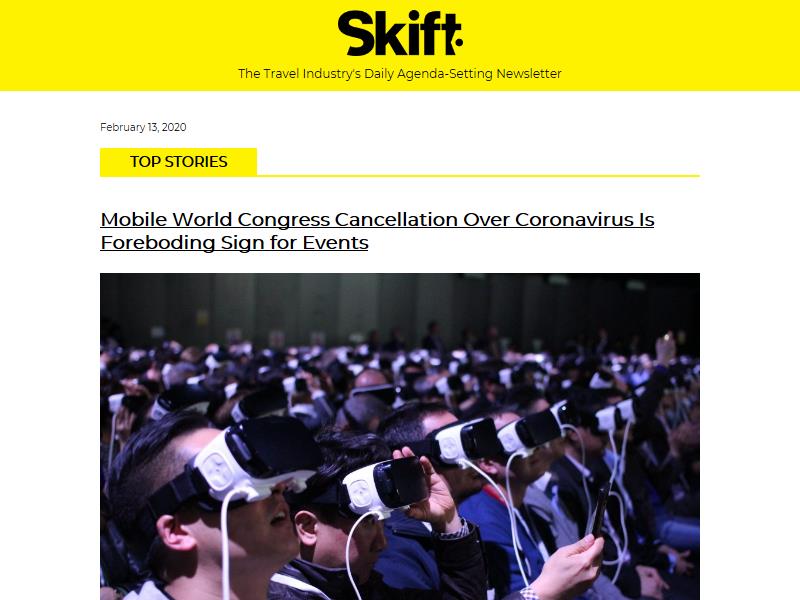 Skift
The Travel Industry's Daily Agenda-Setting Newsletter
February 13, 2020
TOP STORIES
Mobile World Congress Cancellation Over Coronavirus Is
Foreboding Sign for Events